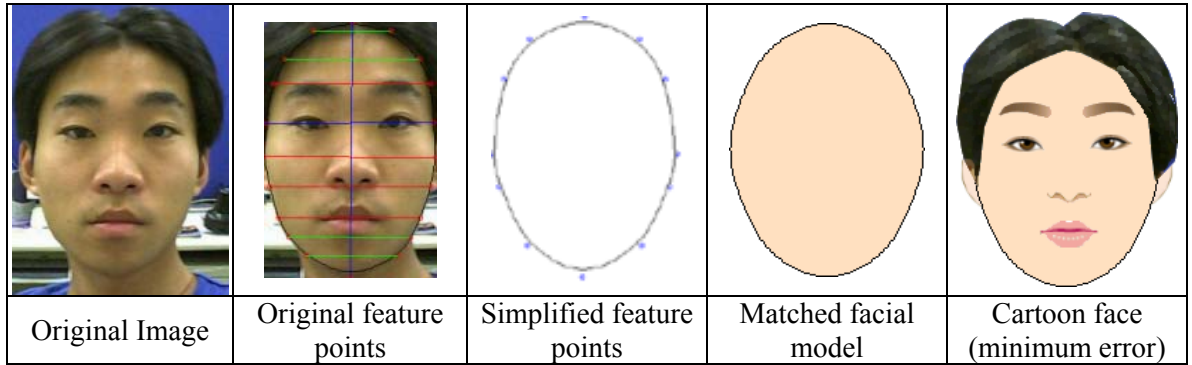 Original Image
Original feature
points
Simplified feature
points
Matched facial
model
Cartoon face
(minimum error)